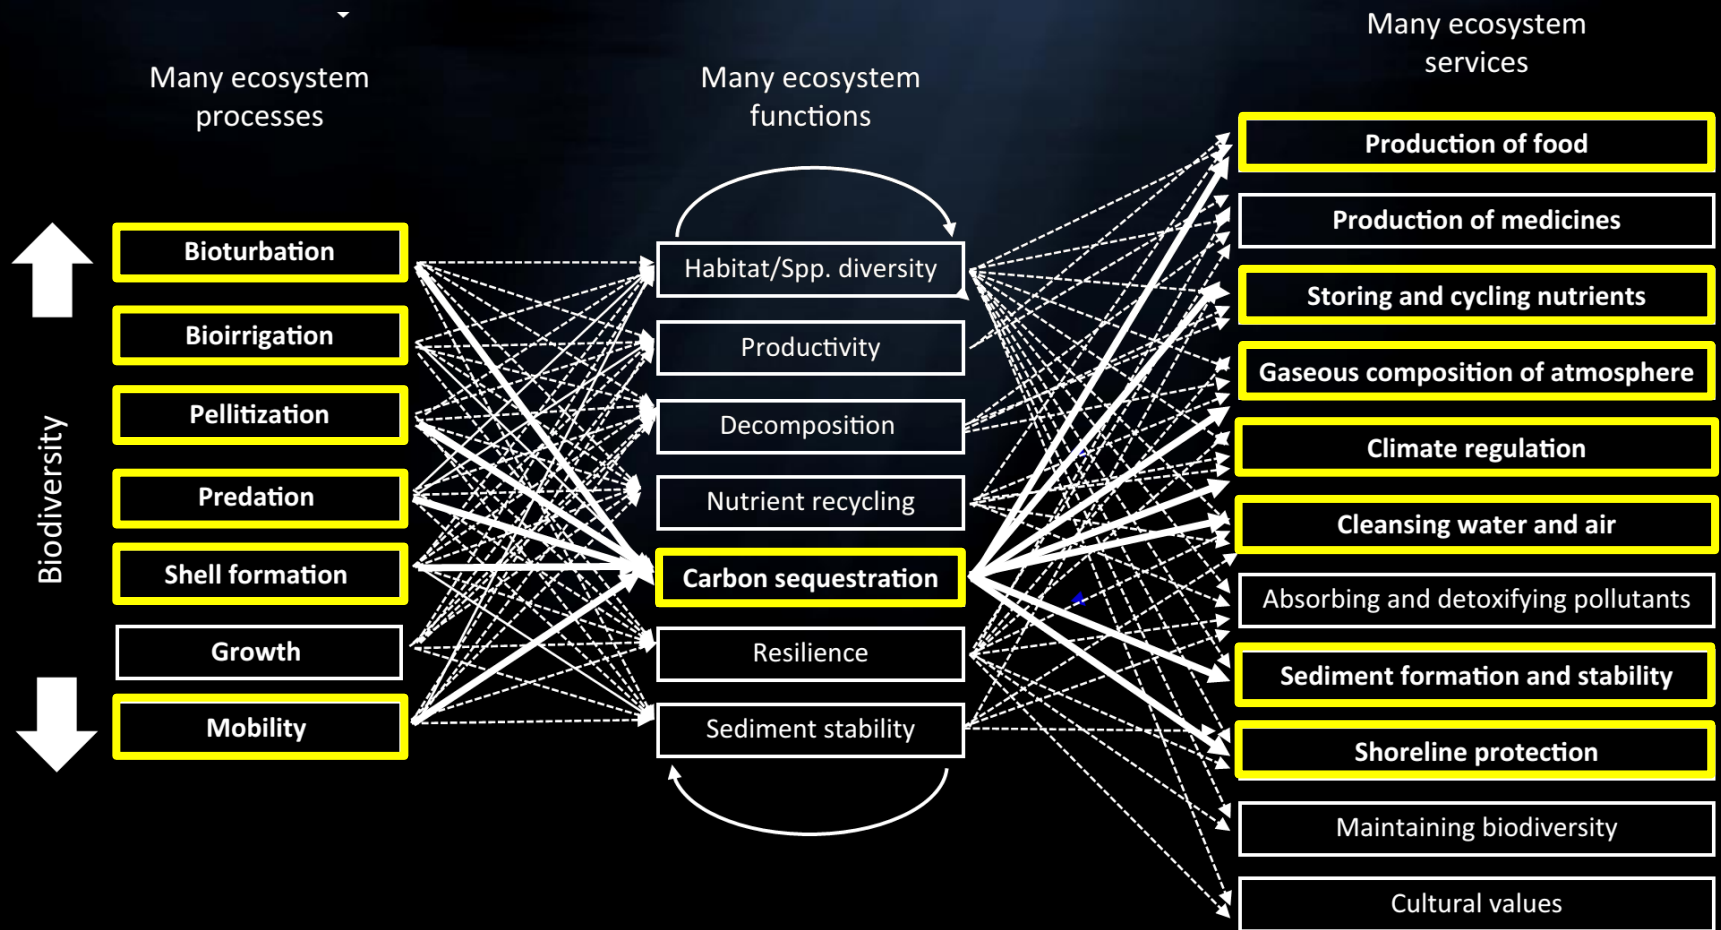 Many ecosystem
processes
Many ecosystem
functions
Many ecosystem
services
Biodiversity
Bioturbation
Bioirrigation
Pellitization
Predation
Shell formation
Growth
Mobility
Habitat/Spp. diversity
Productivity
Decomposition
Nutrient recycling
Carbon sequestration
Resilience
Sediment stability
Production of food
Production of medicines
Storing and cycling nutrients
Gaseous composition of atmosphere
Climate regulation
Cleansing water and air
Absorbing and detoxifying pollutants
Sediment formation and stability
Shoreline protection
Maintaining biodiversity
Cultural values